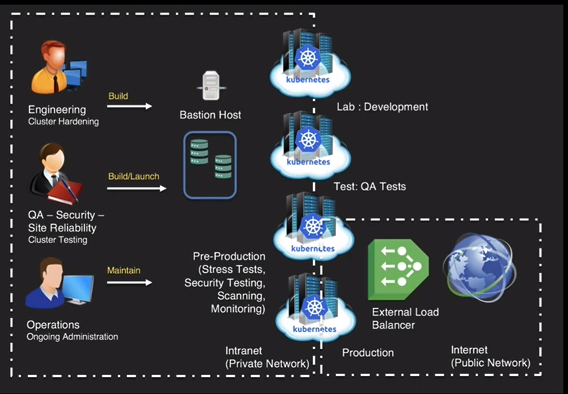 Engineering
Cluster Hardening
Build
Bastion Host
kubernetes
Lab : Development
QA – Security –
Site Reliability
Cluster Testing
Build/Launch
kubernetes
Test: QA Tests
Operations
Ongoing Administration
Maintain
Pre-Production
(Stress Tests,
Security Testing,
Scanning,
Monitoring)
kubernetes
kubernetes
External Load
Balancer
Intranet
(Private Network)
Production
Internet
(Public Network)